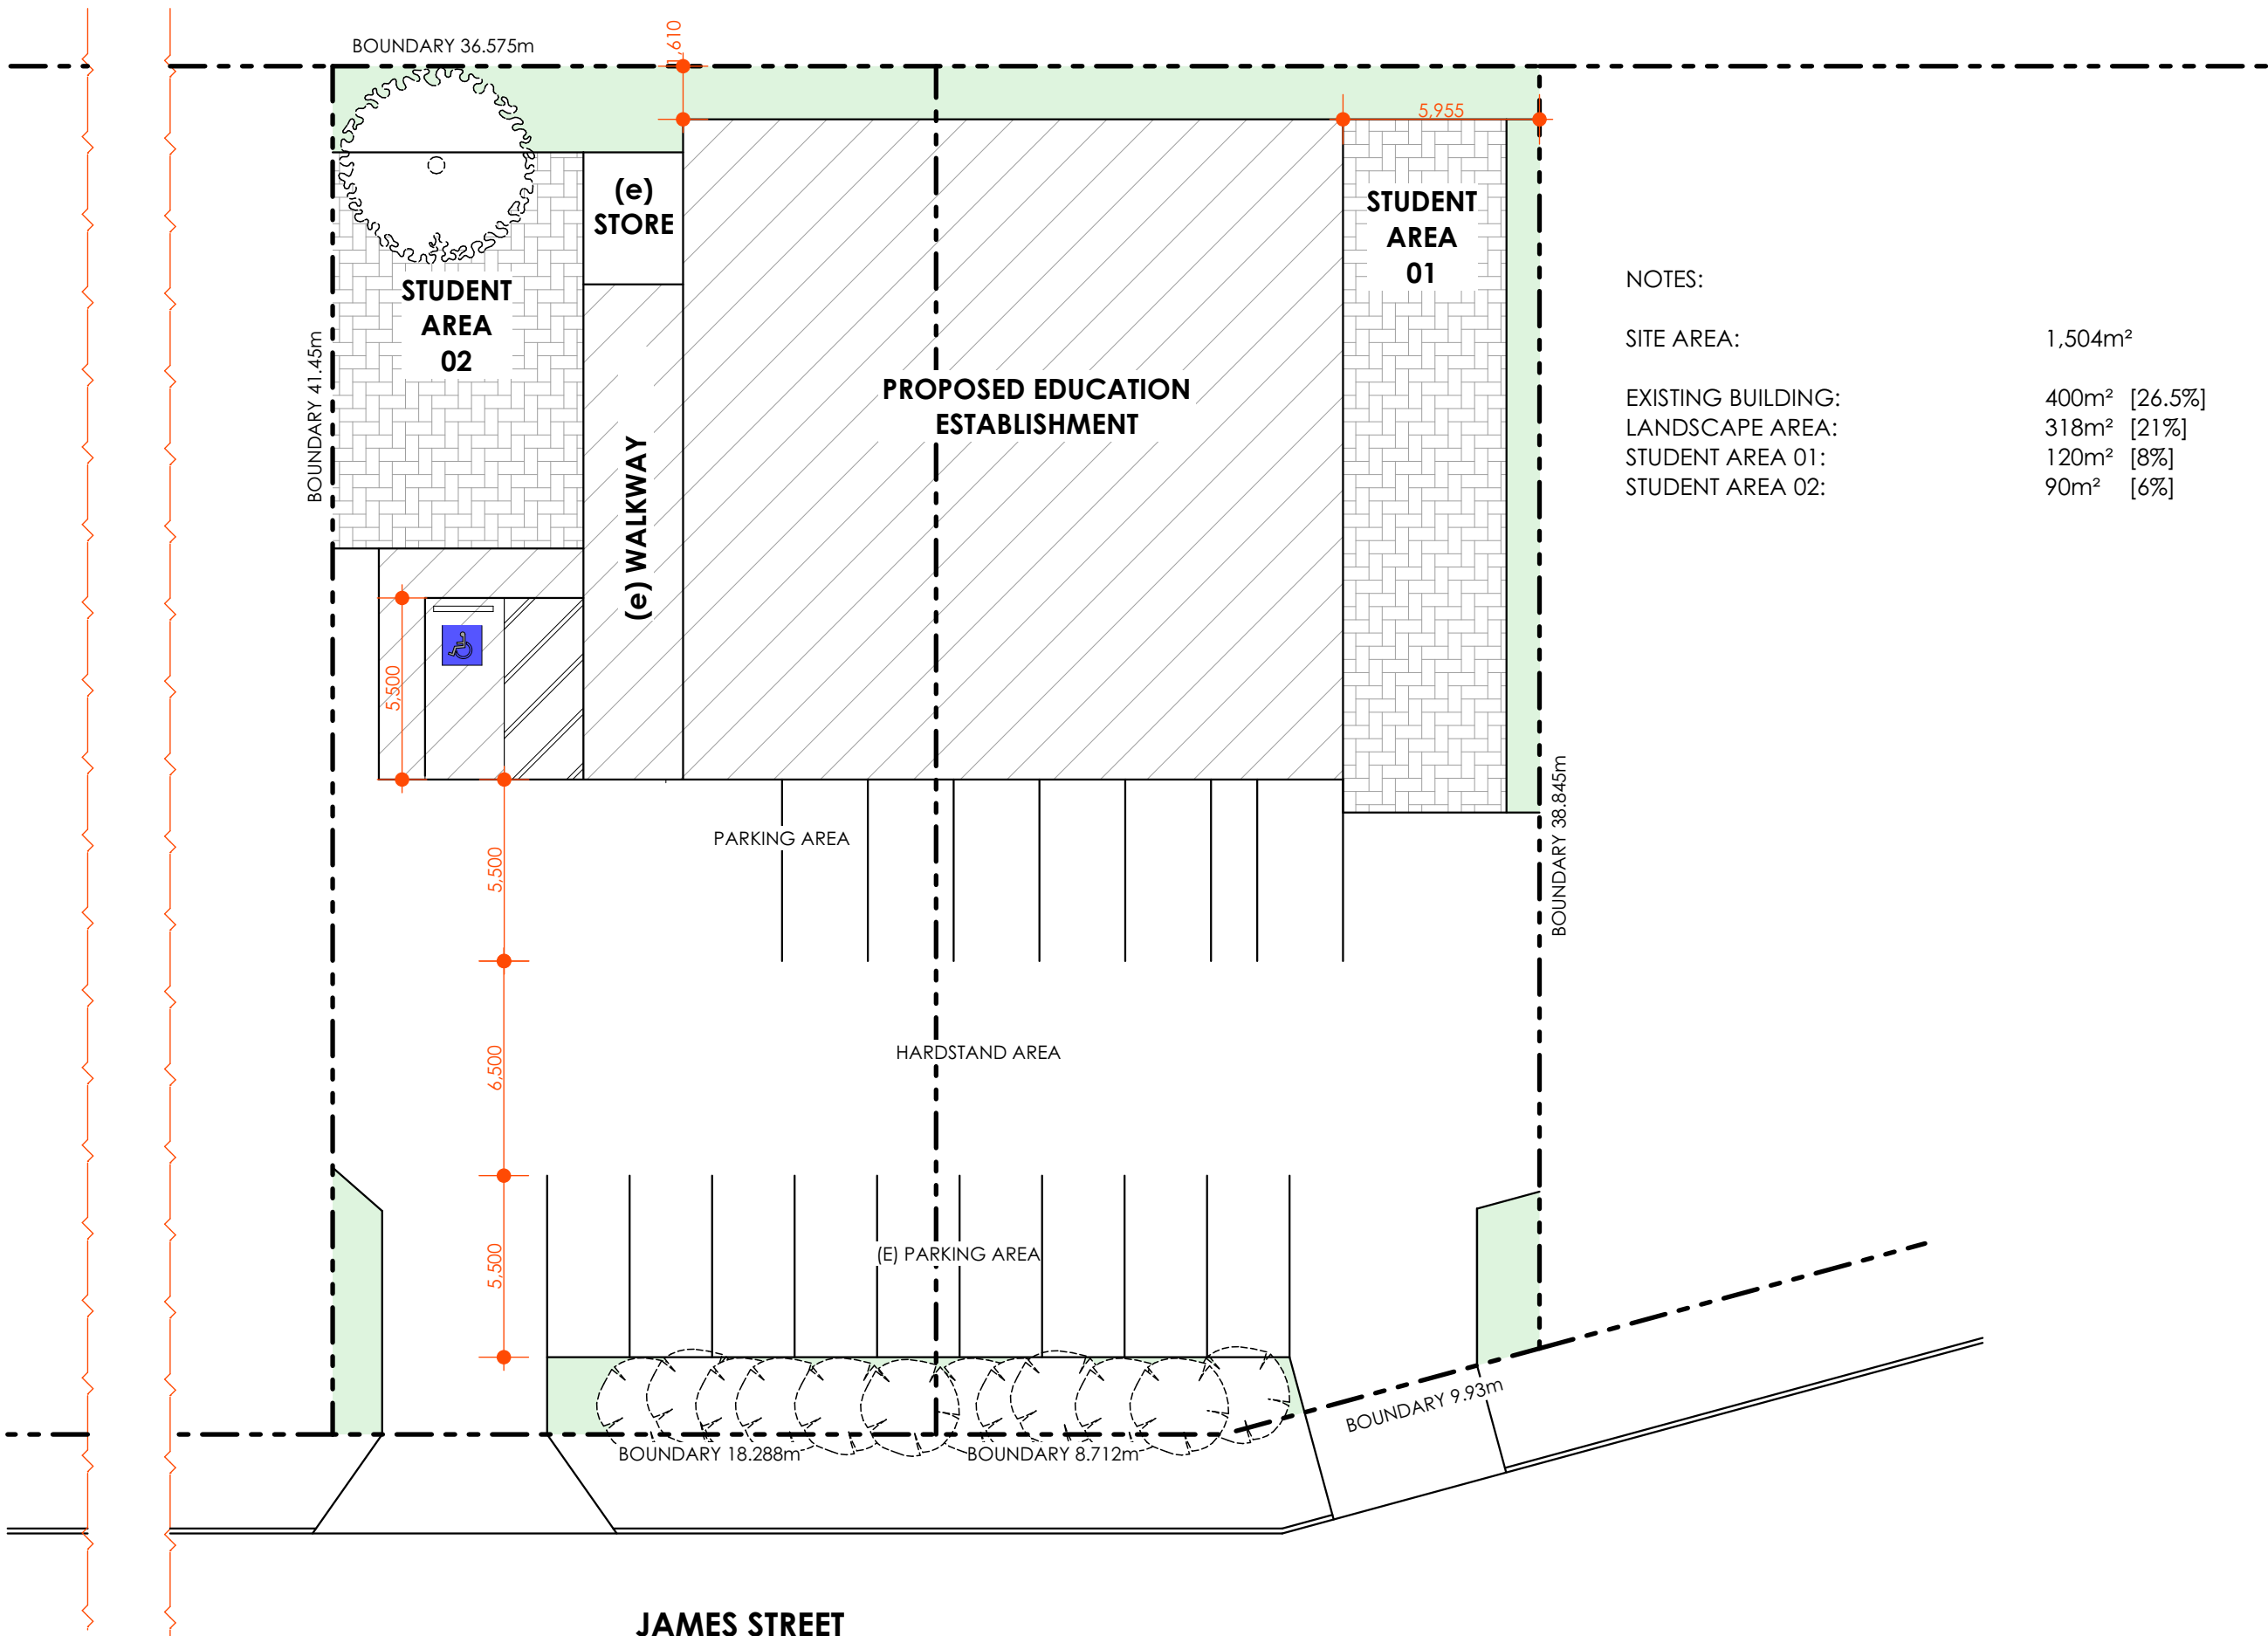 BOUNDARY 36.575m
1,610
5,955
(e)
STORE
STUDENT
AREA
01
STUDENT
AREA
02
BOUNDARY 41.45m
(e) WALKWAY
PROPOSED EDUCATION
ESTABLISHMENT
NOTES:
SITE AREA: 1,504m²
EXISTING BUILDING: 400m² [26.5%]
LANDSCAPE AREA: 318m² [21%]
STUDENT AREA 01: 120m² [8%]
STUDENT AREA 02: 90m² [6%]
5,500
PARKING AREA
5,500
BOUNDARY 38.845m
HARDSTAND AREA
6,500
(E) PARKING AREA
5,500
BOUNDARY 9.93m
BOUNDARY 18.288m
BOUNDARY 8.712m
JAMES STREET